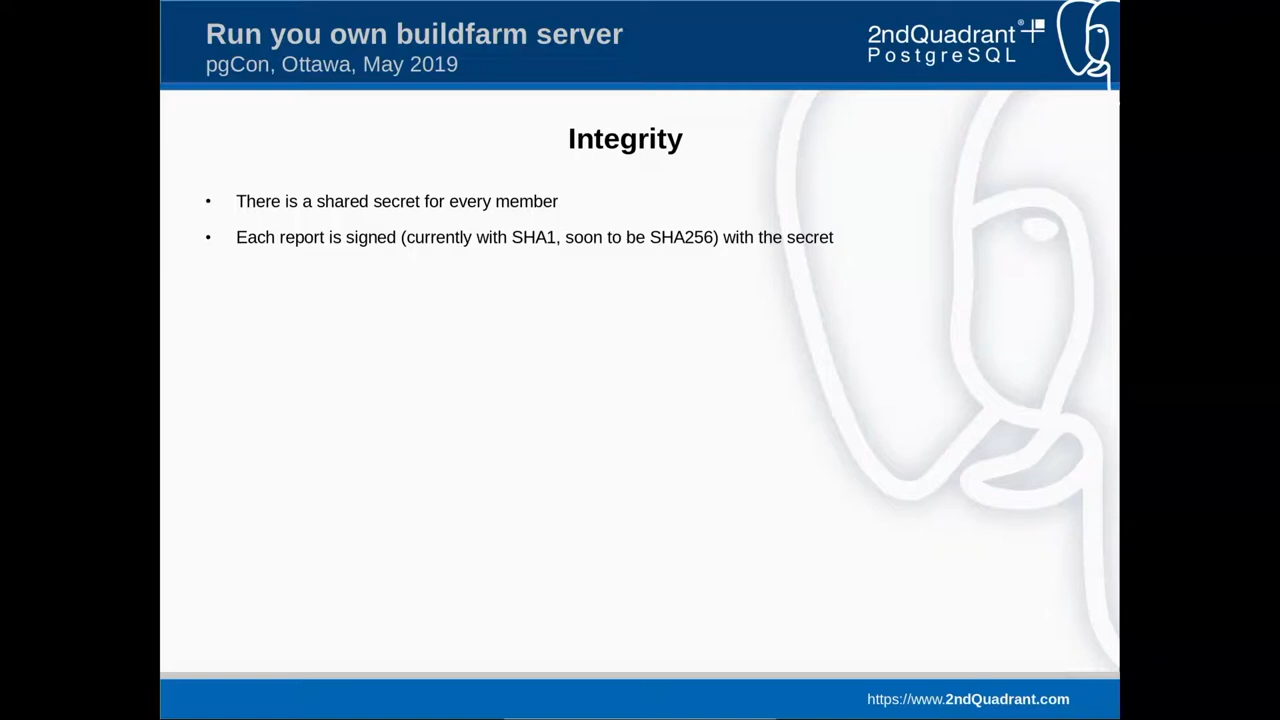 Run you own buildfarm server
pgCon, Ottawa, May 2019
2ndQuadrant®
PostgreSQL
Integrity
• There is a shared secret for every member
• Each report is signed (currently with SHA1, soon to be SHA256) with the secret
https://www.2ndQuadrant.com